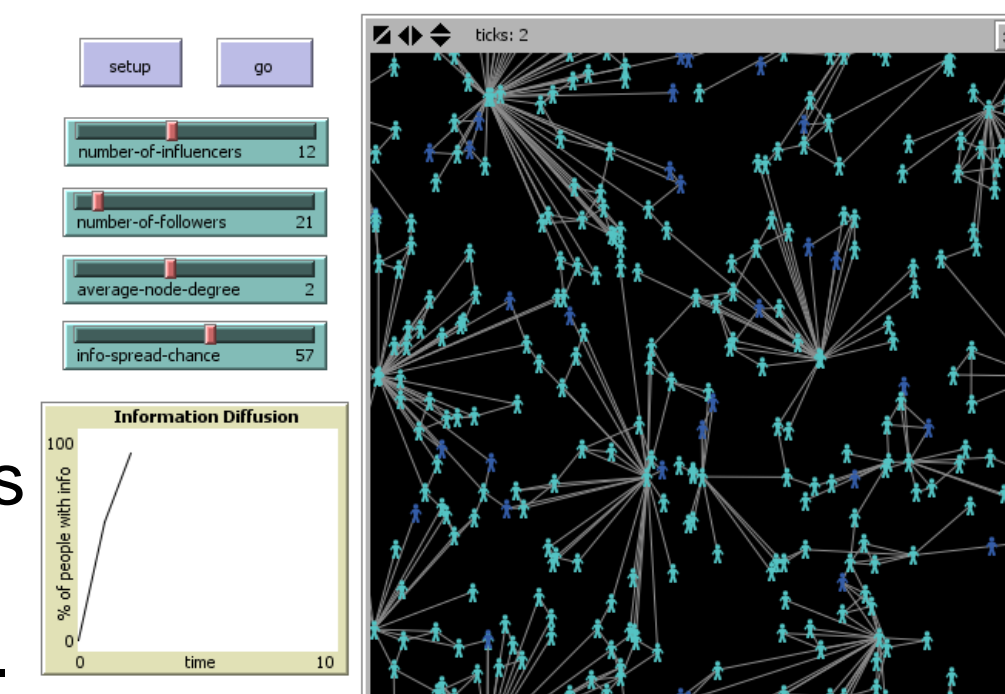 ticks: 2
setup
go
number-of-influencers 12
number-of-followers 21
average-node-degree 2
info-spread-chance 57
Information Diffusion
100
% of people with info
0
0 time 10
s